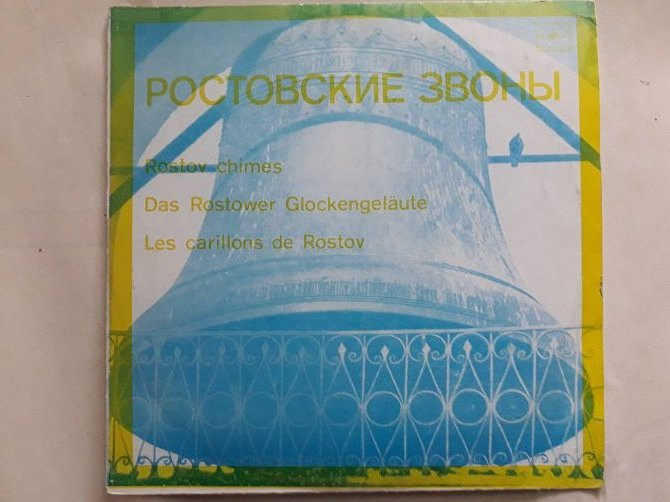 РОСТОВСКИЕ ЗВОНЫ
Rostov chimes
Das Rostower Glockengeläute
Les carillons de Rostov